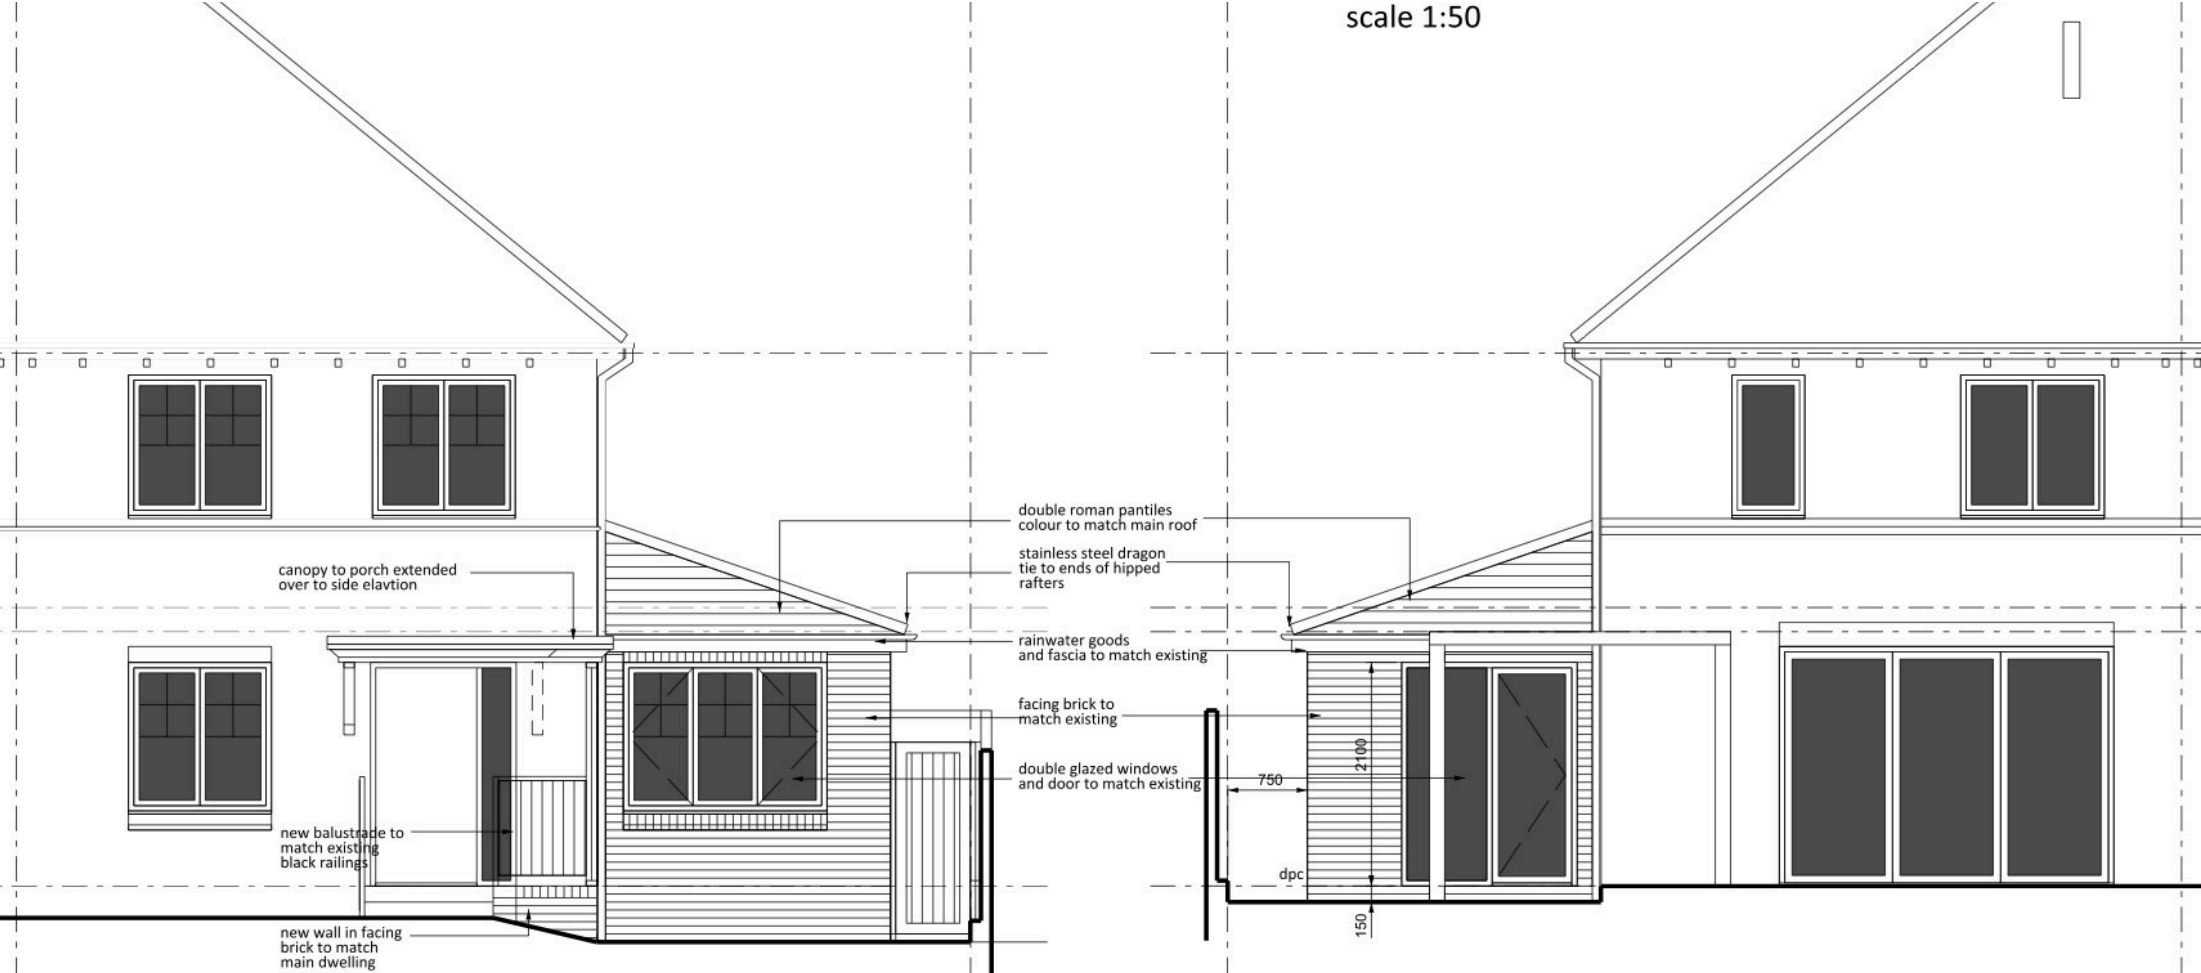 scale 1:50
double roman pantiles
colour to match main roof
stainless steel dragon
tie to ends of hipped
rafters
canopy to porch extended
over to side elavtion
rainwater goods
and fascia to match existing
facing brick to
match existing
double glazed windows
and door to match existing
750
2100
new balustrade to
match existing
black railings
dpc
150
new wall in facing
brick to match
main dwelling